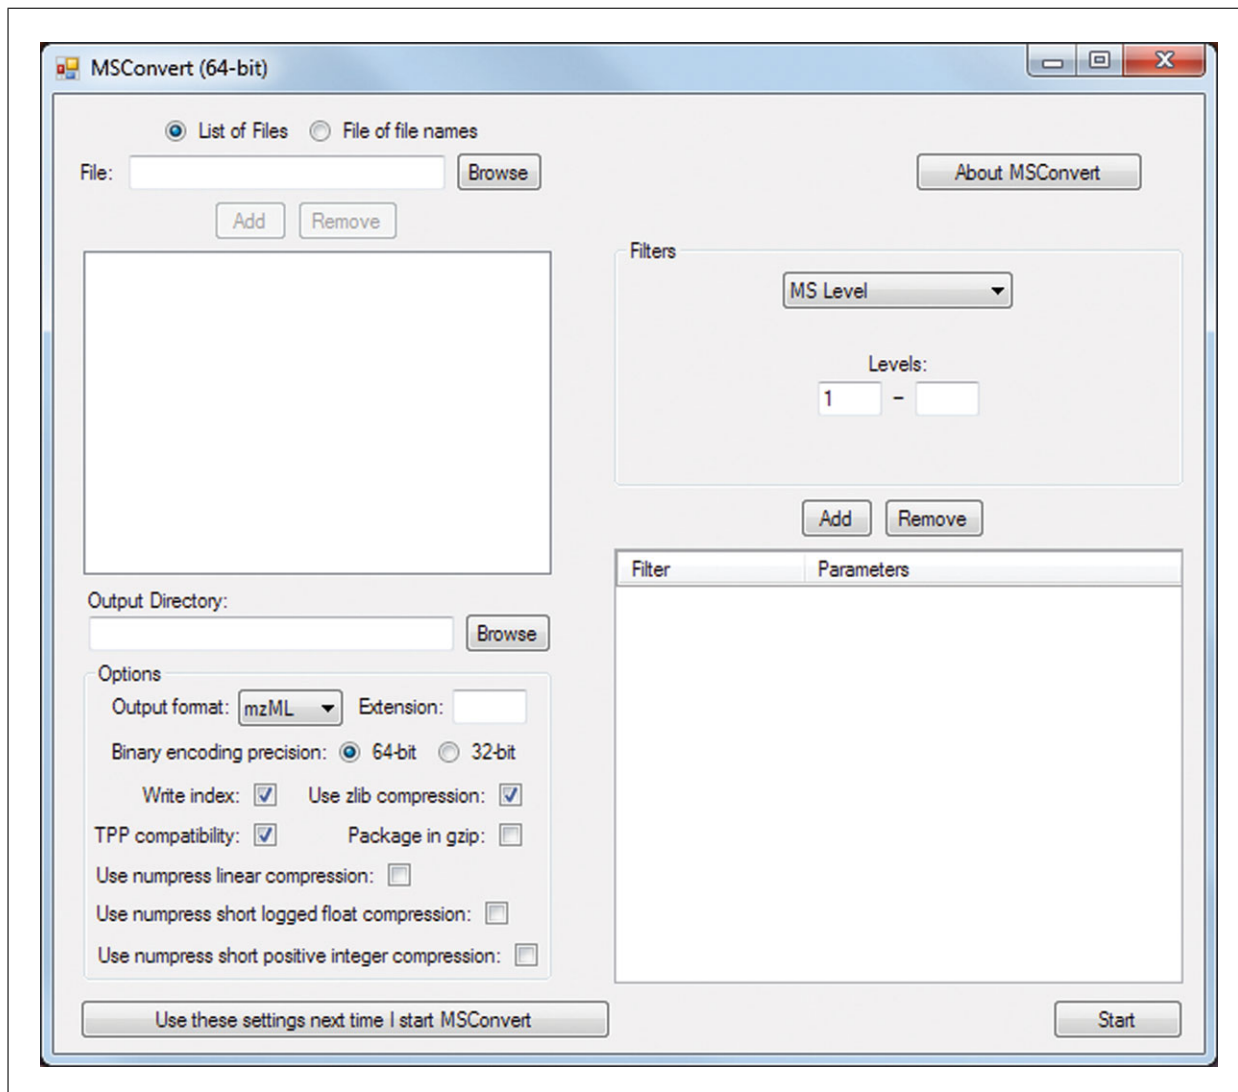 MSConvert (64-bit)
List of Files File of file names
File: Browse
Add Remove
Output Directory:
Browse
Options
Output format: mzML Extension:
Binary encoding precision: 64-bit 32-bit
Write index: Use zlib compression:
TPP compatibility: Package in gzip:
Use numpress linear compression:
Use numpress short logged float compression:
Use numpress short positive integer compression:
Use these settings next time I start MSConvert
About MSConvert
Filters
MS Level
Levels:
1 -
Add Remove
Filter Parameters
Start